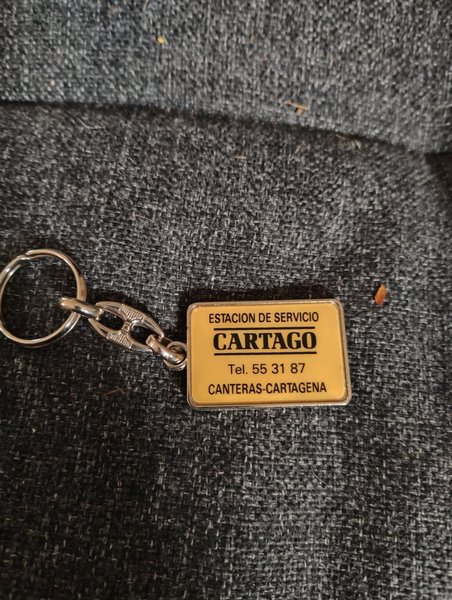 ESTACION DE SERVICIO
CARTAGO
Tel. 55 31 87
CANTERAS-CARTAGENA